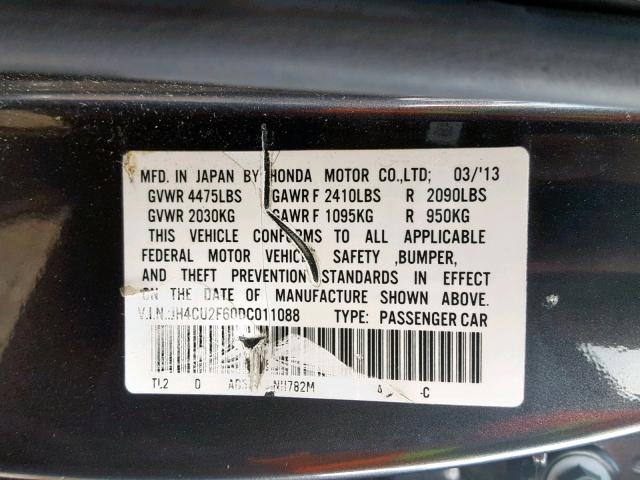 MFD. IN JAPAN BY HONDA MOTOR CO.,LTD; 03/'13
GVWR 4475LBS GAWR F 2410LBS R 2090LBS
GVWR 2030KG GAWR F 1095KG R 950KG
THIS VEHICLE CONFORMS TO ALL APPLICABLE
FEDERAL MOTOR VEHICLE SAFETY ,BUMPER,
AND THEFT PREVENTION STANDARDS IN EFFECT
ON THE DATE OF MANUFACTURE SHOWN ABOVE.
V.I.N.:JH4CU2F60DC011088 TYPE: PASSENGER CAR
TL2 D NH782M -C